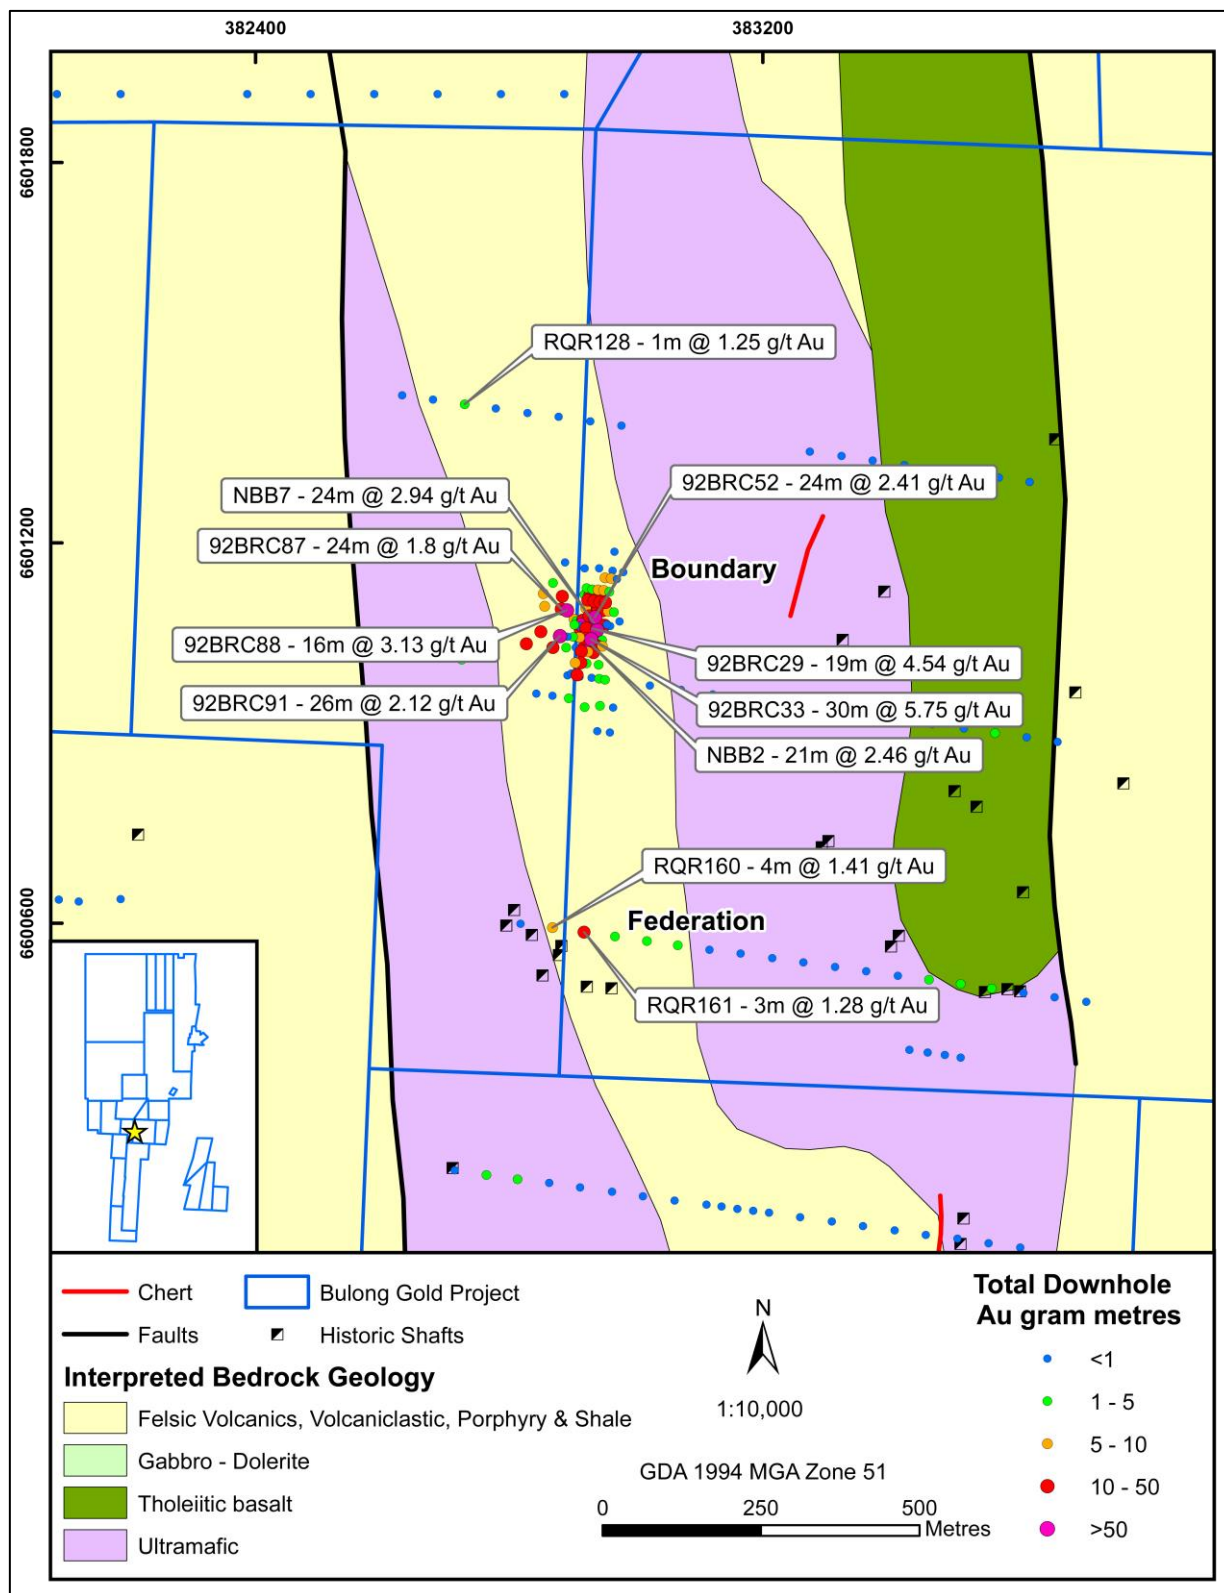 382400
383200
6601800
6601200
6600600
RQR128 - 1m @ 1.25 g/t Au
NBB7 - 24m @ 2.94 g/t Au
92BRC52 - 24m @ 2.41 g/t Au
92BRC87 - 24m @ 1.8 g/t Au
Boundary
92BRC88 - 16m @ 3.13 g/t Au
92BRC29 - 19m @ 4.54 g/t Au
92BRC91 - 26m @ 2.12 g/t Au
92BRC33 - 30m @ 5.75 g/t Au
NBB2 - 21m @ 2.46 g/t Au
RQR160 - 4m @ 1.41 g/t Au
Federation
RQR161 - 3m @ 1.28 g/t Au
Chert
Bulong Gold Project
Faults
Historic Shafts
Interpreted Bedrock Geology
Felsic Volcanics, Volcaniclastic, Porphyry & Shale
Gabbro - Dolerite
Tholeiitic basalt
Ultramafic
N
1:10,000
GDA 1994 MGA Zone 51
0 250 500
Metres
Total Downhole
Au gram metres
<1
1 - 5
5 - 10
10 - 50
>50